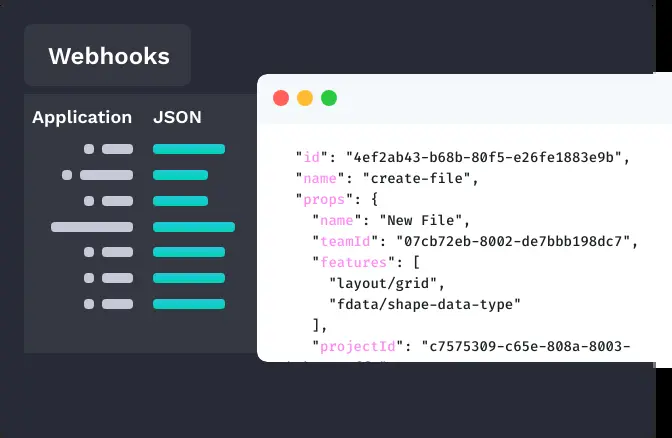 Webhooks
Application JSON
"id": "4ef2ab43-b68b-80f5-e26fe1883e9b",
"name": "create-file",
"props": {
"name": "New File",
"teamId": "07cb72eb-8002-de7bbb198dc7",
"features": [
"layout/grid",
"fdata/shape-data-type"
],
"projectId": "c7575309-c65e-808a-8003-